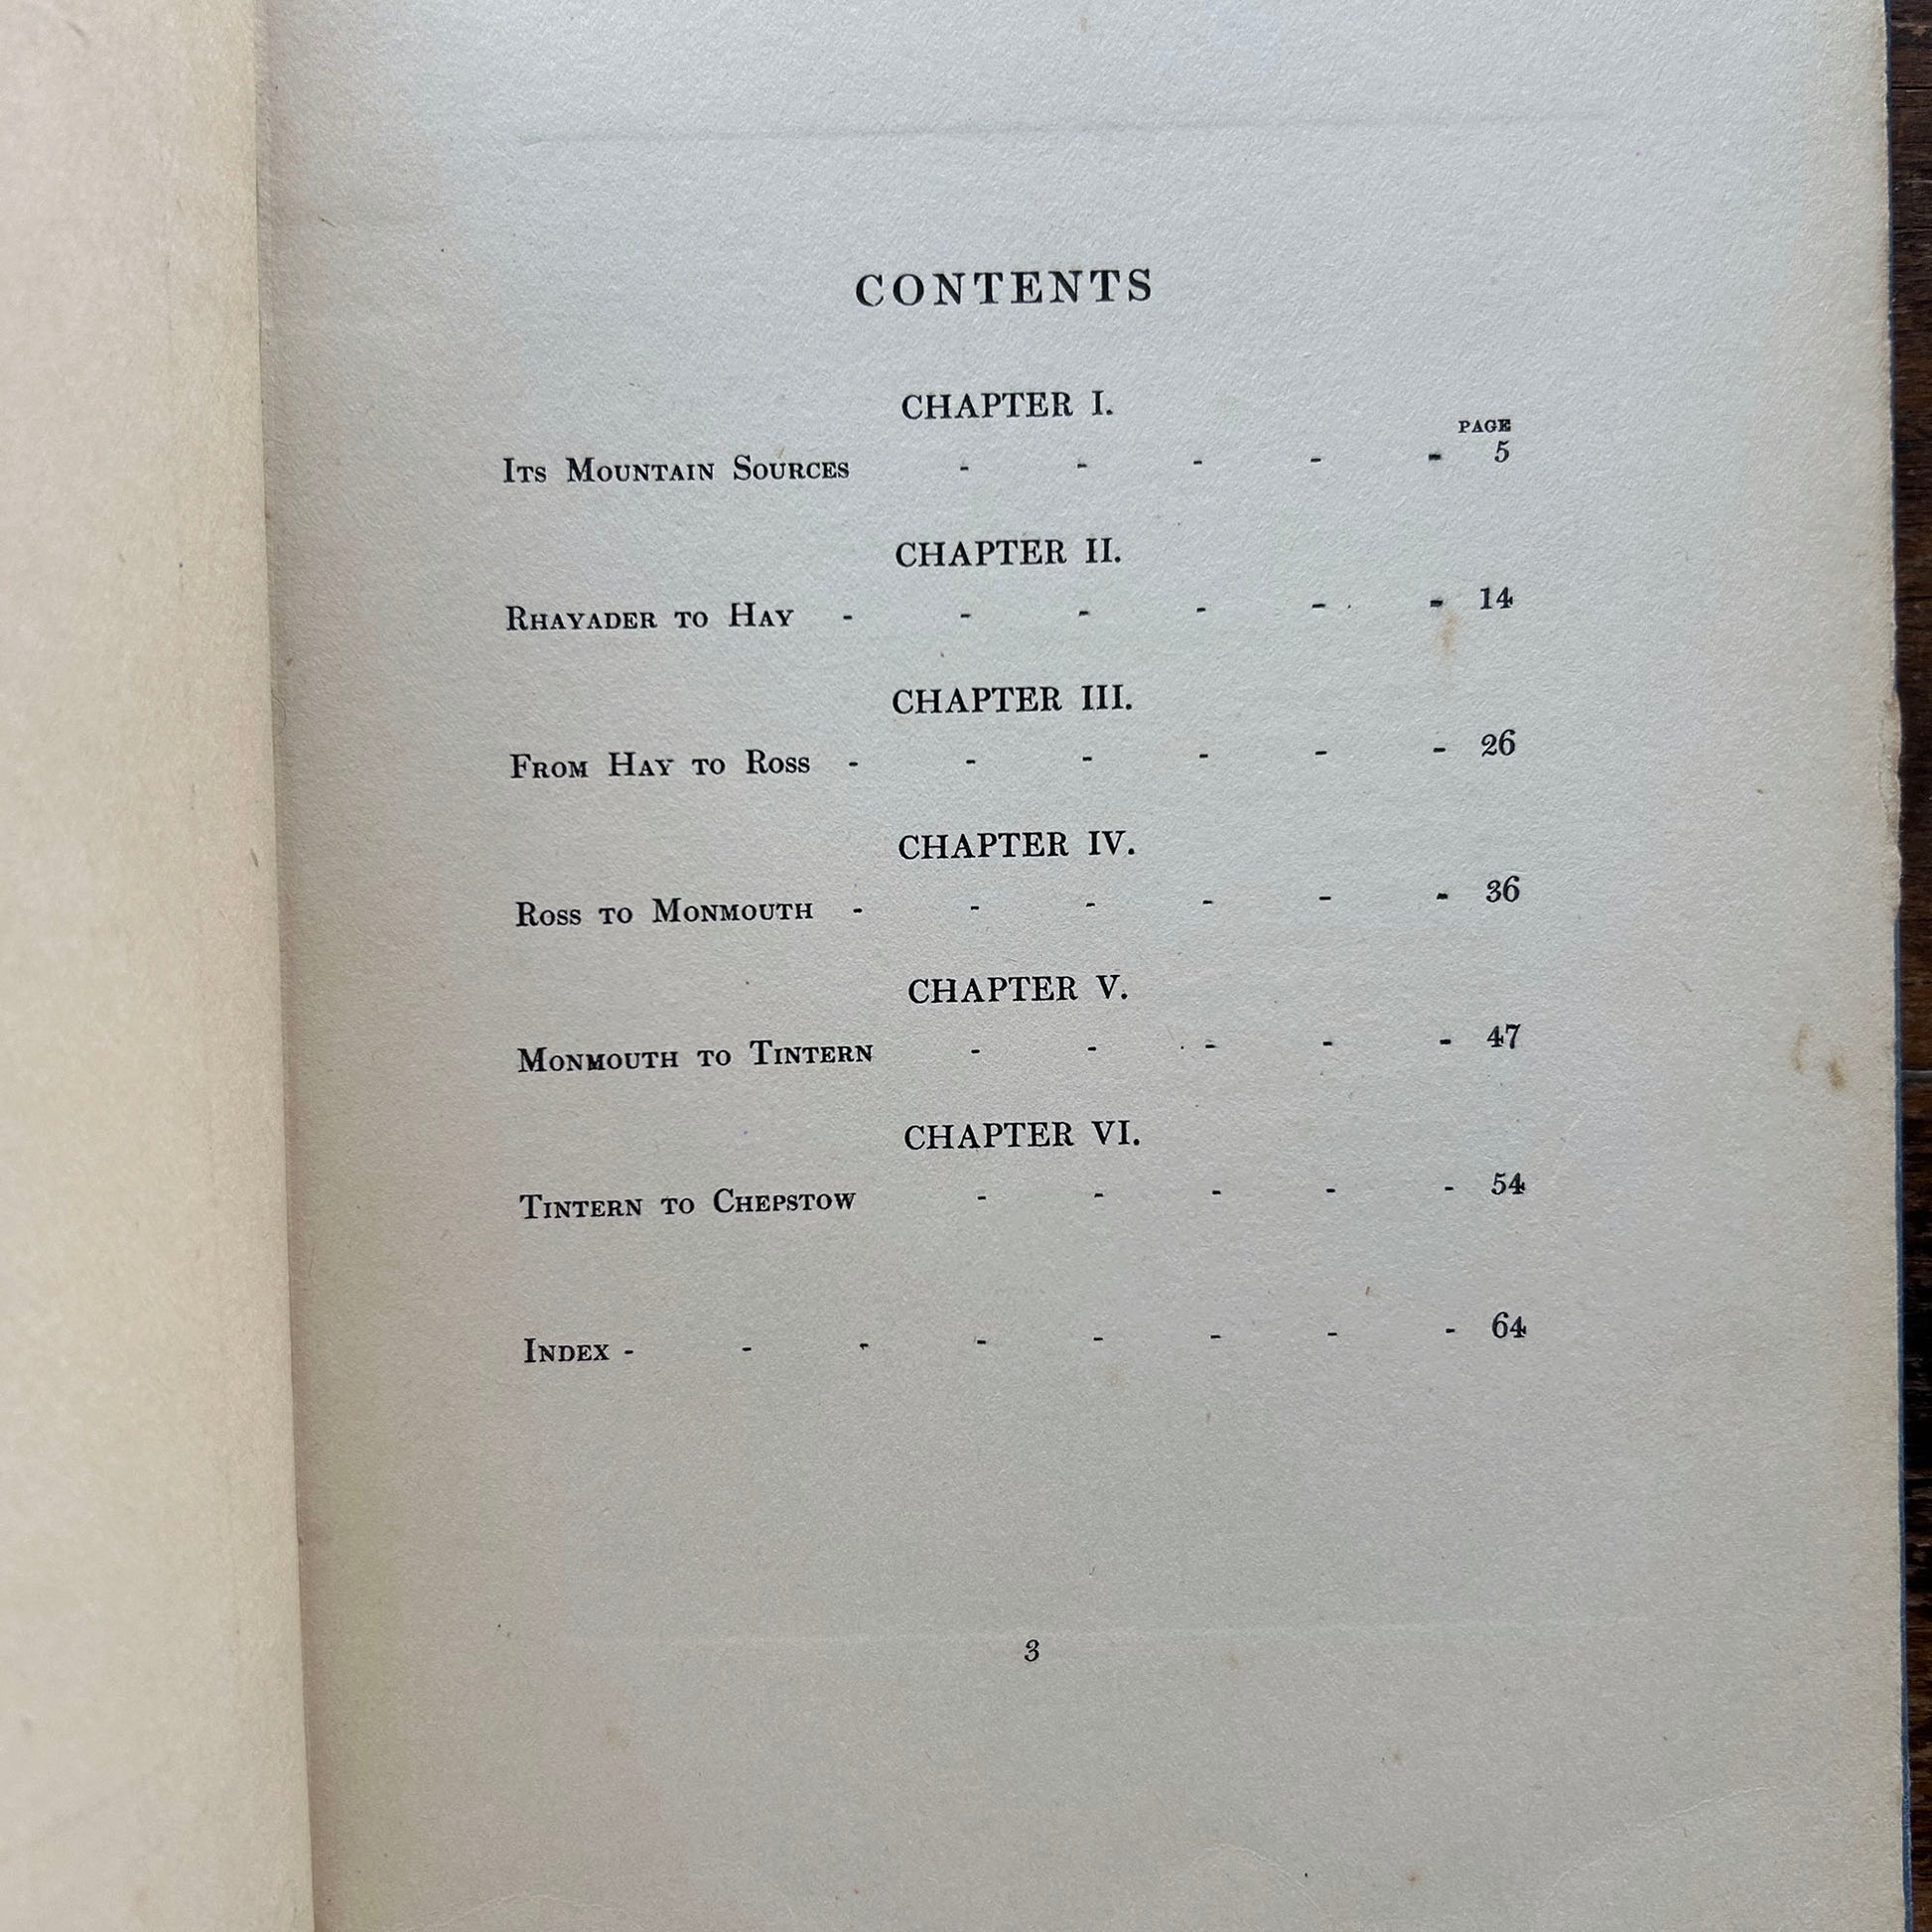 CONTENTS
CHAPTER I.
PAGE
Its Mountain Sources - - - - - 5
CHAPTER II.
Rhayader to Hay - - - - - - 14
CHAPTER III.
From Hay to Ross - - - - - - 26
CHAPTER IV.
Ross to Monmouth - - - - - - 36
CHAPTER V.
Monmouth to Tintern - - - - - 47
CHAPTER VI.
Tintern to Chepstow - - - - - 54
Index - - - - - - - - 64
3